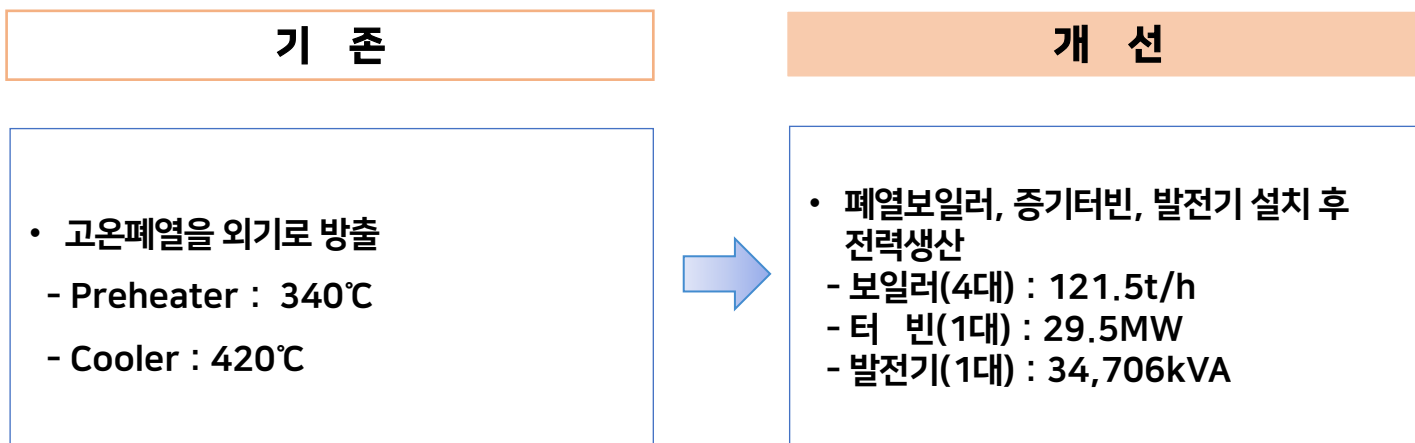 기 존
• 고온폐열을 외기로 방출
- Preheater : 340℃
- Cooler : 420℃
개 선
• 폐열보일러, 증기터빈, 발전기 설치 후
전력생산
- 보일러(4대) : 121.5t/h
- 터 빈(1대) : 29.5MW
- 발전기(1대) : 34,706kVA